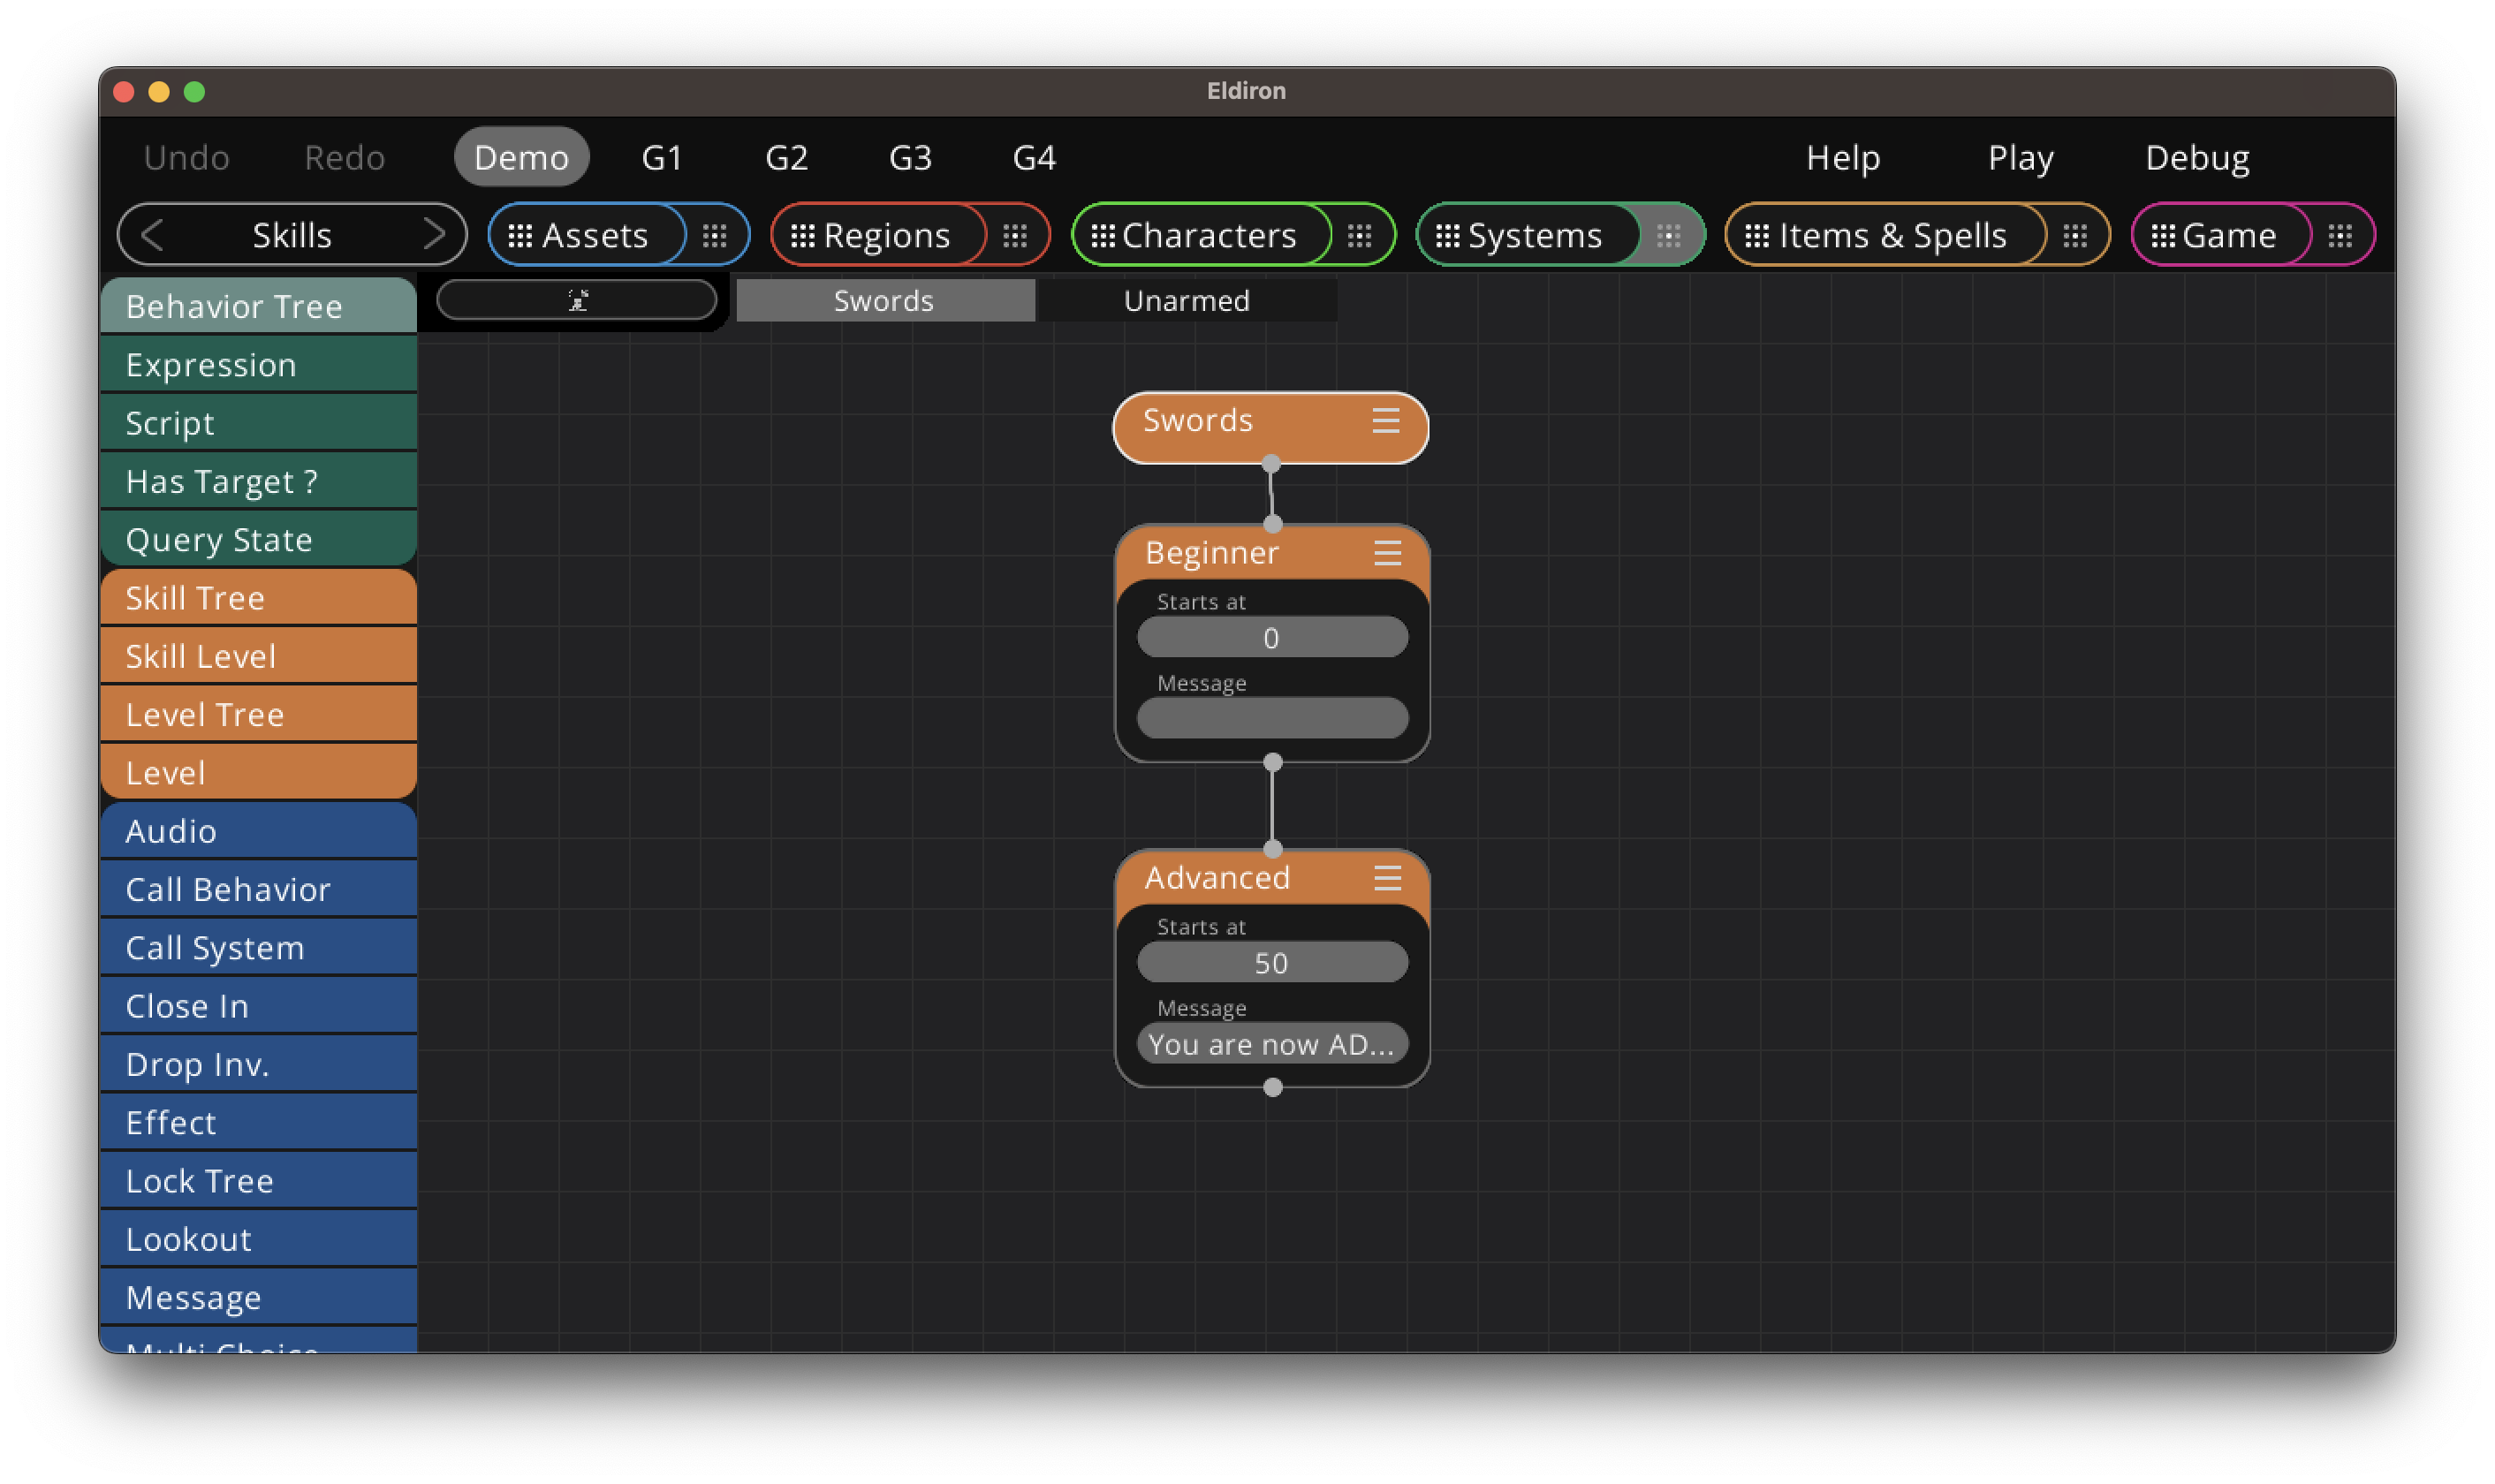 Eldiron
Undo Redo Demo G1 G2 G3 G4 Help Play Debug
Skills Assets Regions Characters Systems Items & Spells Game
Behavior Tree
Expression
Script
Has Target ?
Query State
Skill Tree
Skill Level
Level Tree
Level
Audio
Call Behavior
Call System
Close In
Drop Inv.
Effect
Lock Tree
Lookout
Message
Multi Choice
Swords Unarmed
Swords
Beginner
Starts at
0
Message
Advanced
Starts at
50
Message
You are now AD...